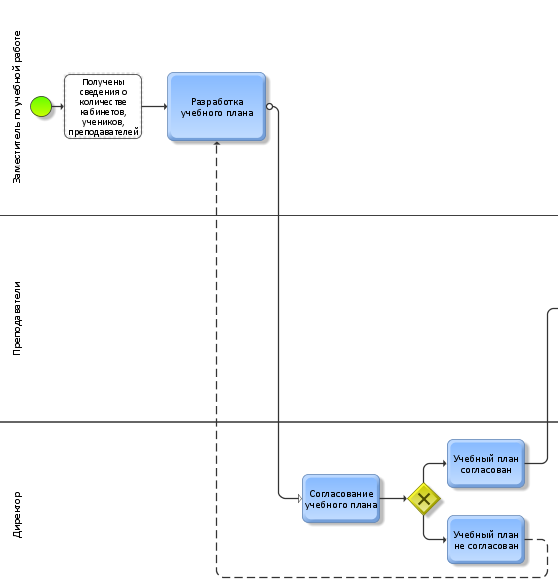 Заместитель по учебной работе
Получены
сведения о
количестве
кабинетов,
учеников,
преподавателей
Разработка
учебного плана
Преподаватели
Директор
Согласование
учебного плана
Учебный план
согласован
Учебный план
не согласован